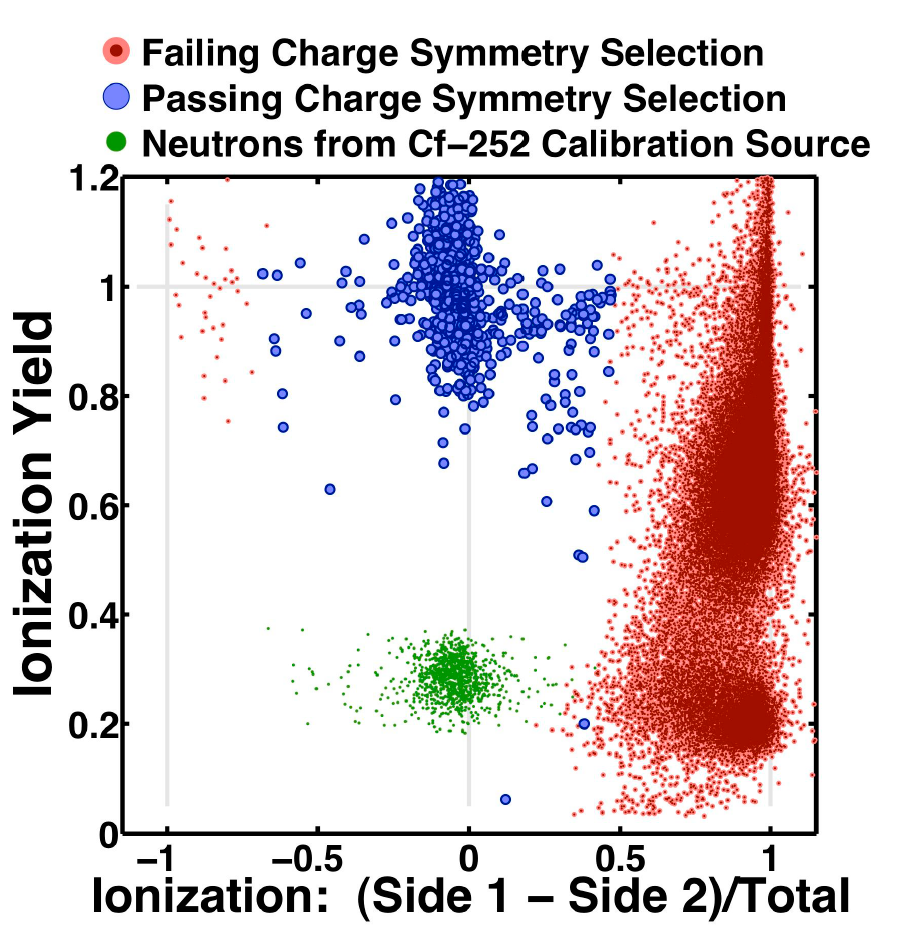 Failing Charge Symmetry Selection
Passing Charge Symmetry Selection
Neutrons from Cf−252 Calibration Source
1.2
1
0.8
0.6
0.4
0.2
0
Ionization Yield
−1 −0.5 0 0.5 1
Ionization: (Side 1 − Side 2)/Total